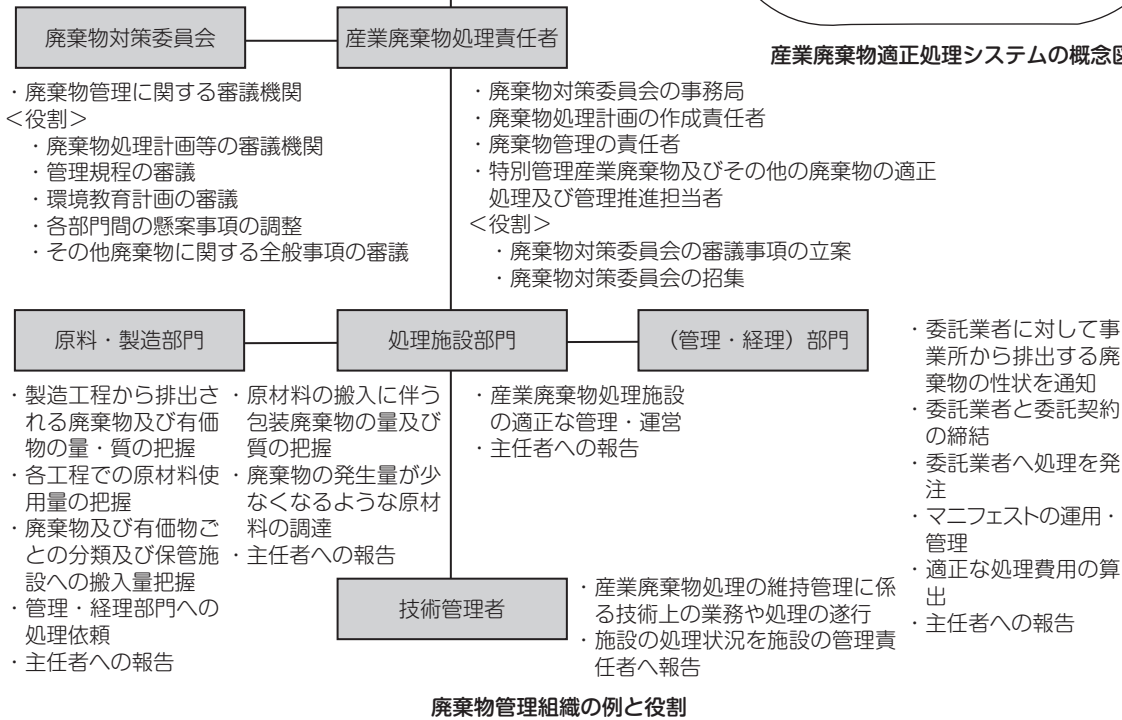 廃棄物対策委員会
産業廃棄物処理責任者
産業廃棄物適正処理システムの概念図
・廃棄物管理に関する審議機関
＜役割＞
・廃棄物処理計画等の審議機関
・管理規程の審議
・環境教育計画の審議
・各部門間の懸案事項の調整
・その他廃棄物に関する全般事項の審議
・廃棄物対策委員会の事務局
・廃棄物処理計画の作成責任者
・廃棄物管理の責任者
・特別管理産業廃棄物及びその他の廃棄物の適正
処理及び管理推進担当者
＜役割＞
・廃棄物対策委員会の審議事項の立案
・廃棄物対策委員会の招集
原料・製造部門
処理施設部門
（管理・経理）部門
・製造工程から排出さ
れる廃棄物及び有価
物の量・質の把握
・各工程での原材料使
用量の把握
・廃棄物及び有価物ご
との分類及び保管施
設への搬入量把握
・管理・経理部門への
処理依頼
・主任者への報告
・原材料の搬入に伴う
包装廃棄物の量及び
質の把握
・廃棄物の発生量が少
なくなるような原材
料の調達
・主任者への報告
・産業廃棄物処理施設
の適正な管理・運営
・主任者への報告
・委託業者に対して事
業所から排出する廃
棄物の性状を通知
・委託業者と委託契約
の締結
・委託業者へ処理を発
注
・マニフェストの運用・
管理
・適正な処理費用の算
出
・主任者への報告
技術管理者
・産業廃棄物処理の維持管理に係
る技術上の業務や処理の遂行
・施設の処理状況を施設の管理責
任者へ報告
廃棄物管理組織の例と役割